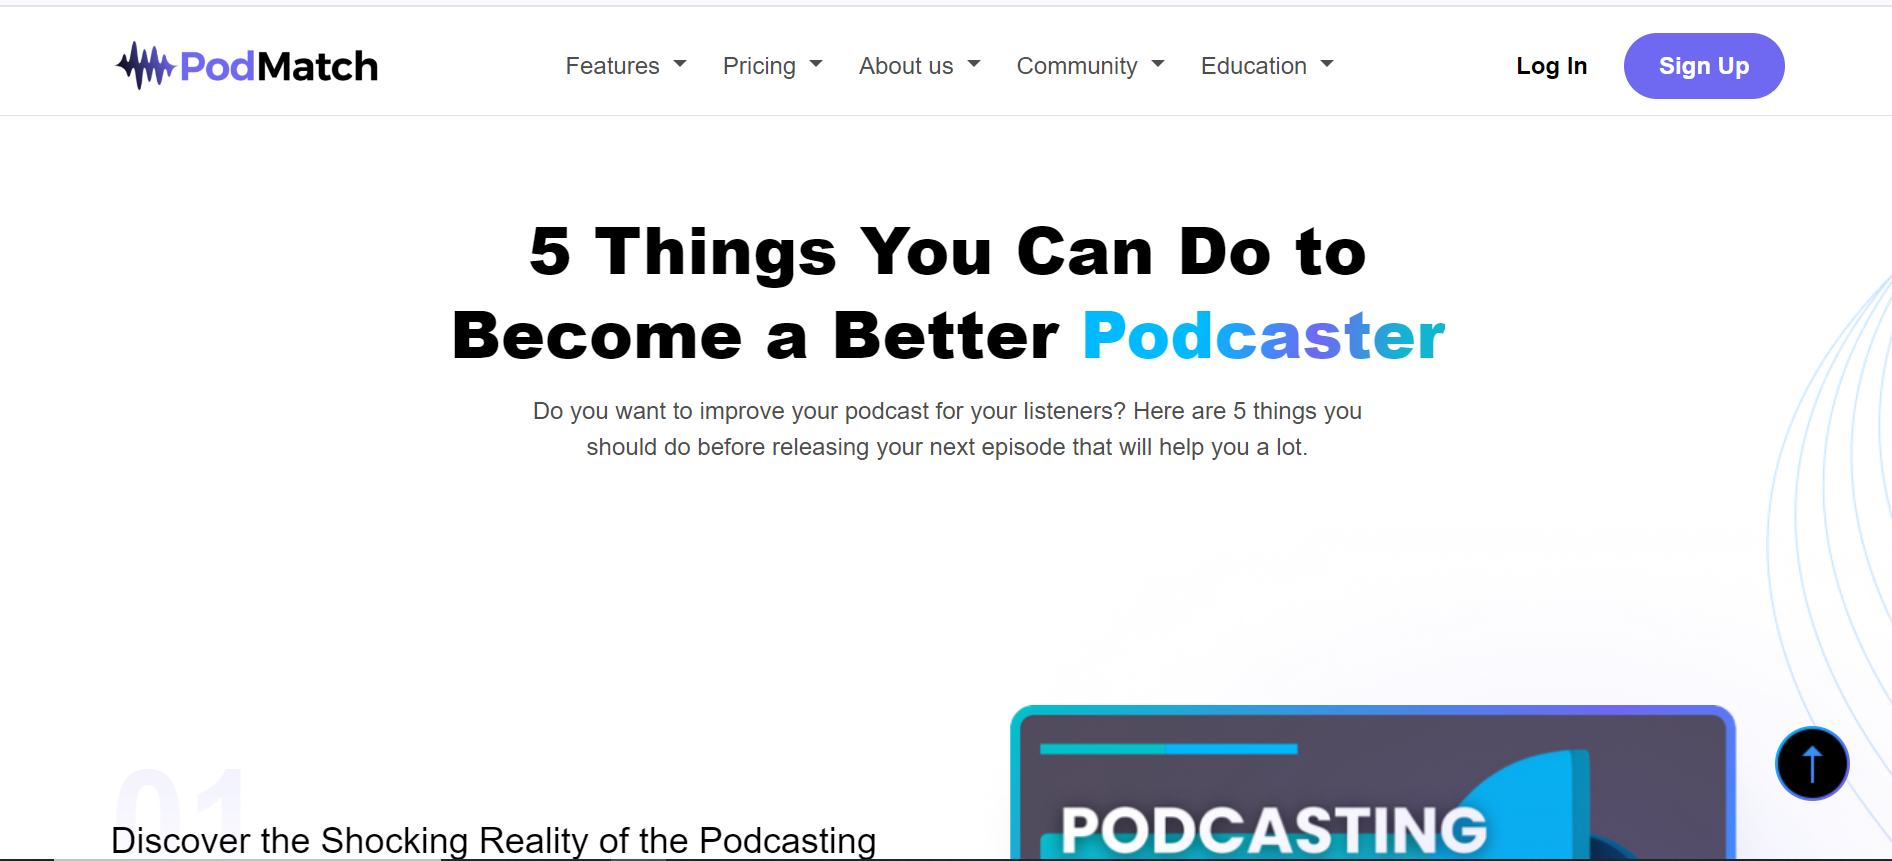 PodMatch
Features Pricing About us Community Education Log In Sign Up
5 Things You Can Do to
Become a Better Podcaster
Do you want to improve your podcast for your listeners? Here are 5 things you
should do before releasing your next episode that will help you a lot.
01
Discover the Shocking Reality of the Podcasting
PODCASTING